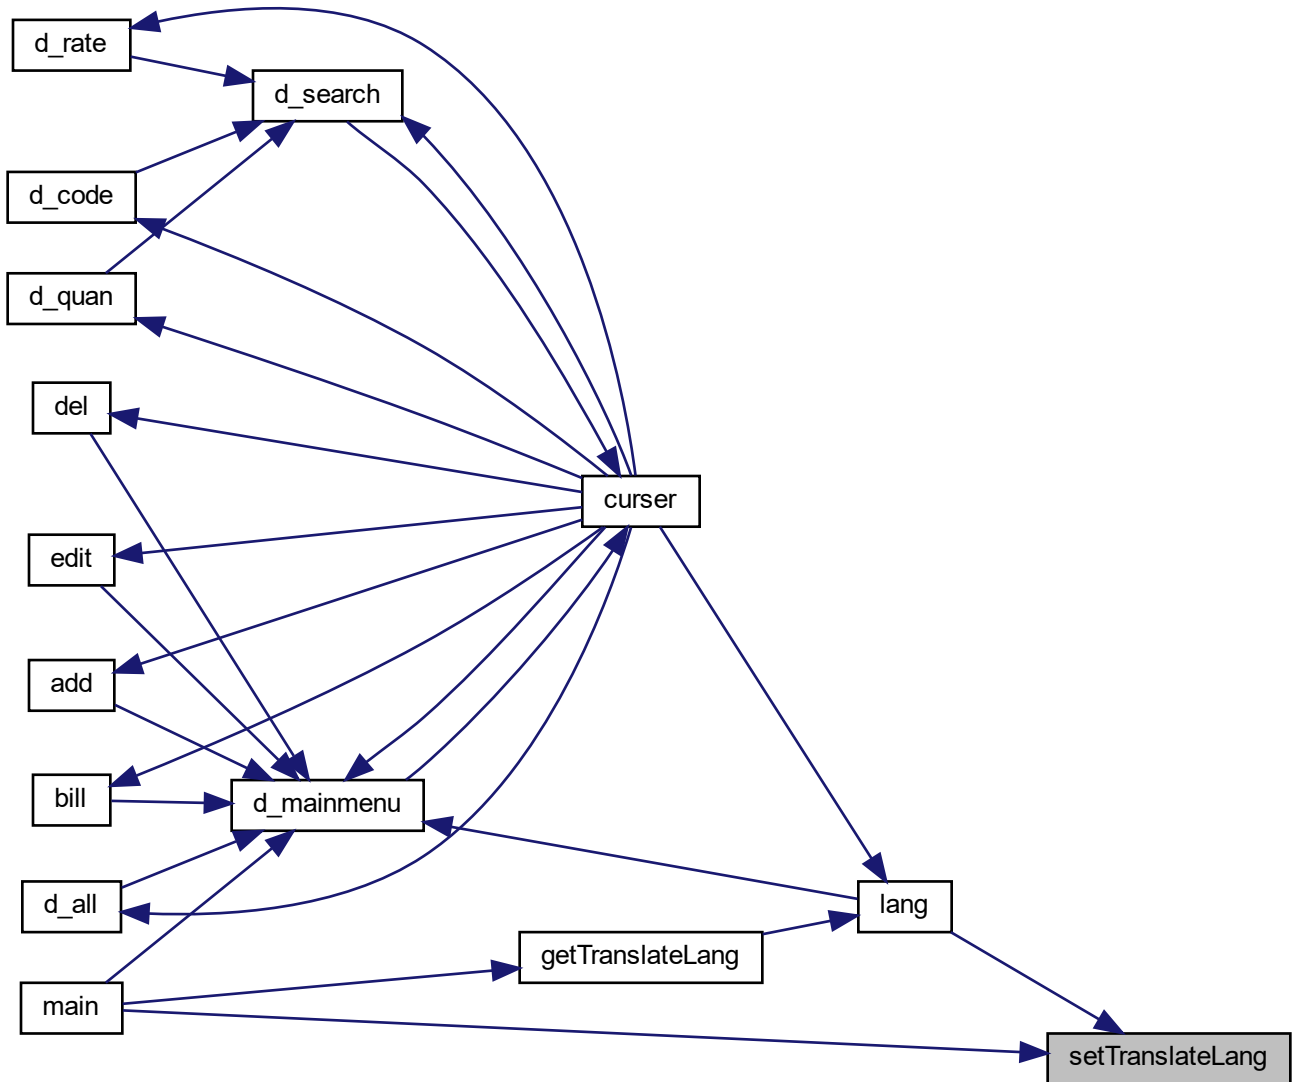 d_rate
d_search
d_code
d_quan
del
curser
edit
add
bill
d_mainmenu
d_all
lang
getTranslateLang
main
setTranslateLang